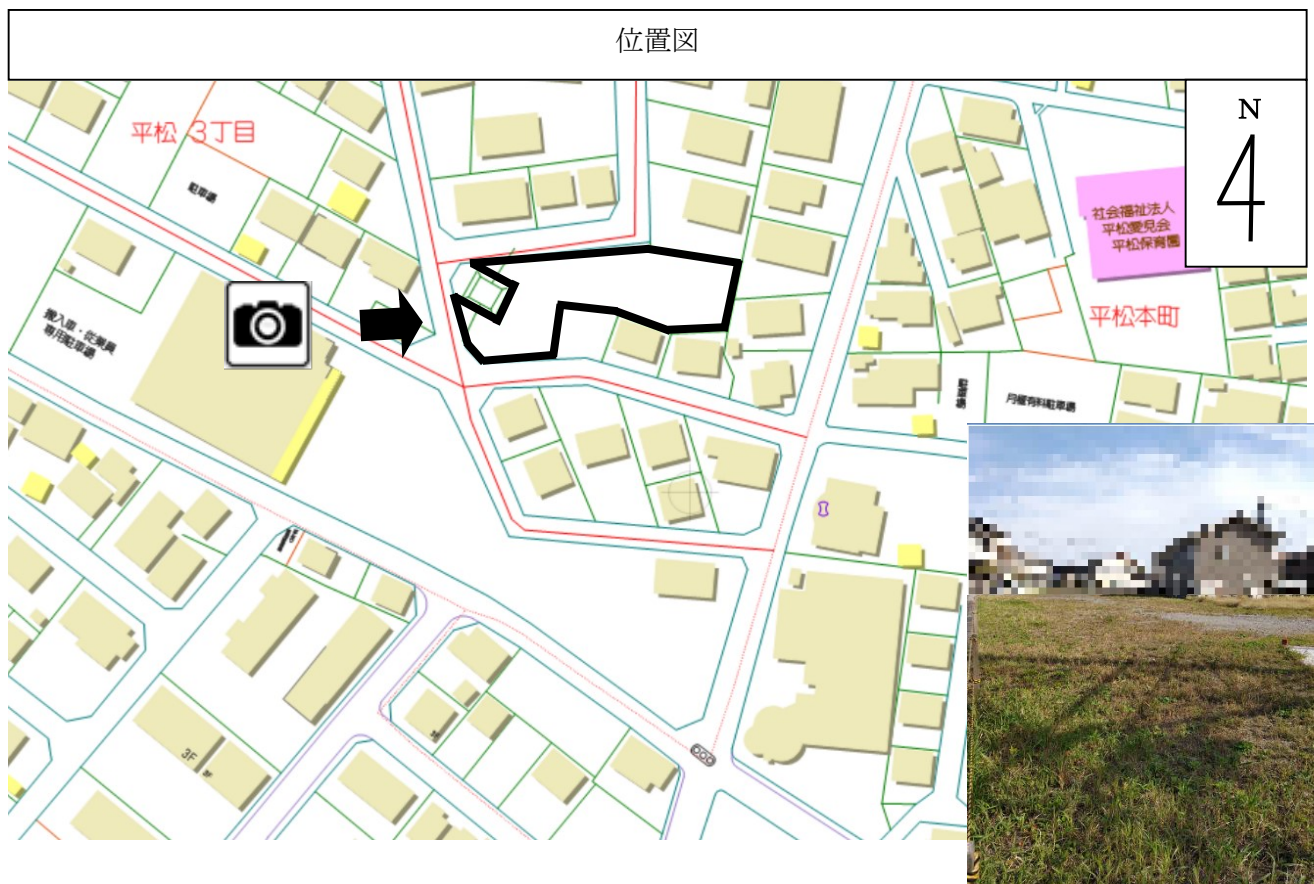 位置図
N
平松 3丁目
駐車場
社会福祉法人
平松愛児会
平松保育園
搬入車・従業員
専用駐車場
平松本町
駐車場
月極有料駐車場
3F